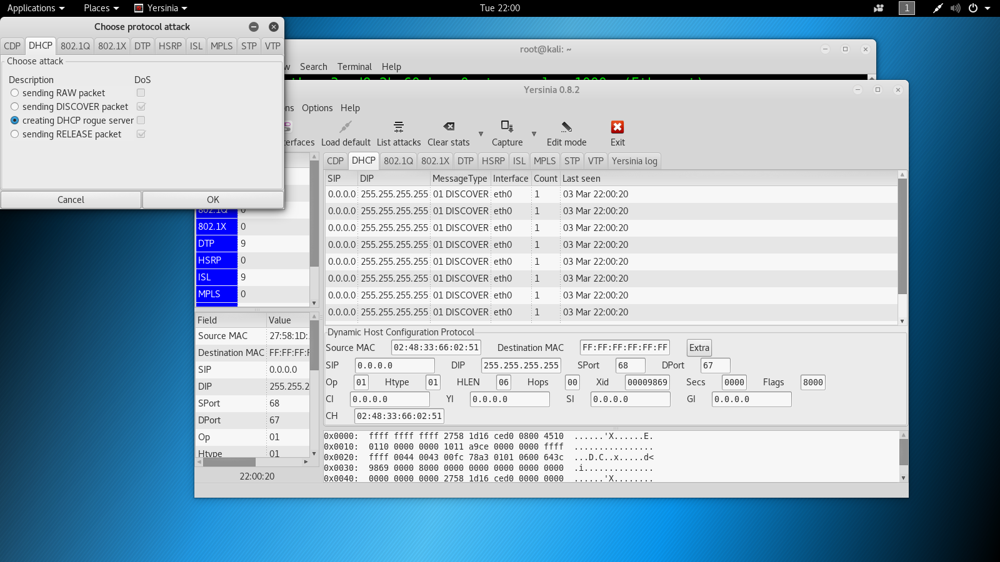 Applications Places Yersinia Tue 22:00 1
Choose protocol attack
CDP DHCP 802.1Q 802.1X DTP HSRP ISL MPLS STP VTP
Choose attack
Description DoS
sending RAW packet
sending DISCOVER packet
creating DHCP rogue server
sending RELEASE packet
Cancel OK
root@kali: ~
Search Terminal Help
Yersinia 0.8.2
Options Help
Load default List attacks Clear stats Capture Edit mode Exit
CDP DHCP 802.1Q 802.1X DTP HSRP ISL MPLS STP VTP Yersinia log
SIP DIP MessageType Interface Count Last seen
0.0.0.0 255.255.255.255 01 DISCOVER eth0 1 03 Mar 22:00:20
0.0.0.0 255.255.255.255 01 DISCOVER eth0 1 03 Mar 22:00:20
0.0.0.0 255.255.255.255 01 DISCOVER eth0 1 03 Mar 22:00:20
0.0.0.0 255.255.255.255 01 DISCOVER eth0 1 03 Mar 22:00:20
0.0.0.0 255.255.255.255 01 DISCOVER eth0 1 03 Mar 22:00:20
0.0.0.0 255.255.255.255 01 DISCOVER eth0 1 03 Mar 22:00:20
0.0.0.0 255.255.255.255 01 DISCOVER eth0 1 03 Mar 22:00:20
0.0.0.0 255.255.255.255 01 DISCOVER eth0 1 03 Mar 22:00:20
802.1Q 0
802.1X 0
DTP 9
HSRP 0
ISL 9
MPLS 0
Field Value
Source MAC 27:58:1D:
Destination MAC FF:FF:FF:F
SIP 0.0.0.0
DIP 255.255.2
SPort 68
DPort 67
Op 01
Htype 01
22:00:20
Dynamic Host Configuration Protocol
Source MAC 02:48:33:66:02:51 Destination MAC FF:FF:FF:FF:FF:FF Extra
SIP 0.0.0.0 DIP 255.255.255.255 SPort 68 DPort 67
Op 01 Htype 01 HLEN 06 Hops 00 Xid 00009869 Secs 0000 Flags 8000
CI 0.0.0.0 YI 0.0.0.0 SI 0.0.0.0 GI 0.0.0.0
CH 02:48:33:66:02:51
0x0000: ffff ffff ffff 2758 1d16 ced0 0800 4510 ......'X......E.
0x0010: 0110 0000 0000 1011 a9ce 0000 0000 ffff ................
0x0020: ffff 0044 0043 00fc 78a3 0101 0600 643c ...D.C..x.....d<
0x0030: 9869 0000 8000 0000 0000 0000 0000 0000 .i..............
0x0040: 0000 0000 0000 2758 1d16 ced0 0000 0000 ......'X........